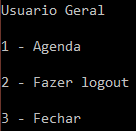 Usuario Geral
1 - Agenda
2 - Fazer logout
3 - Fechar